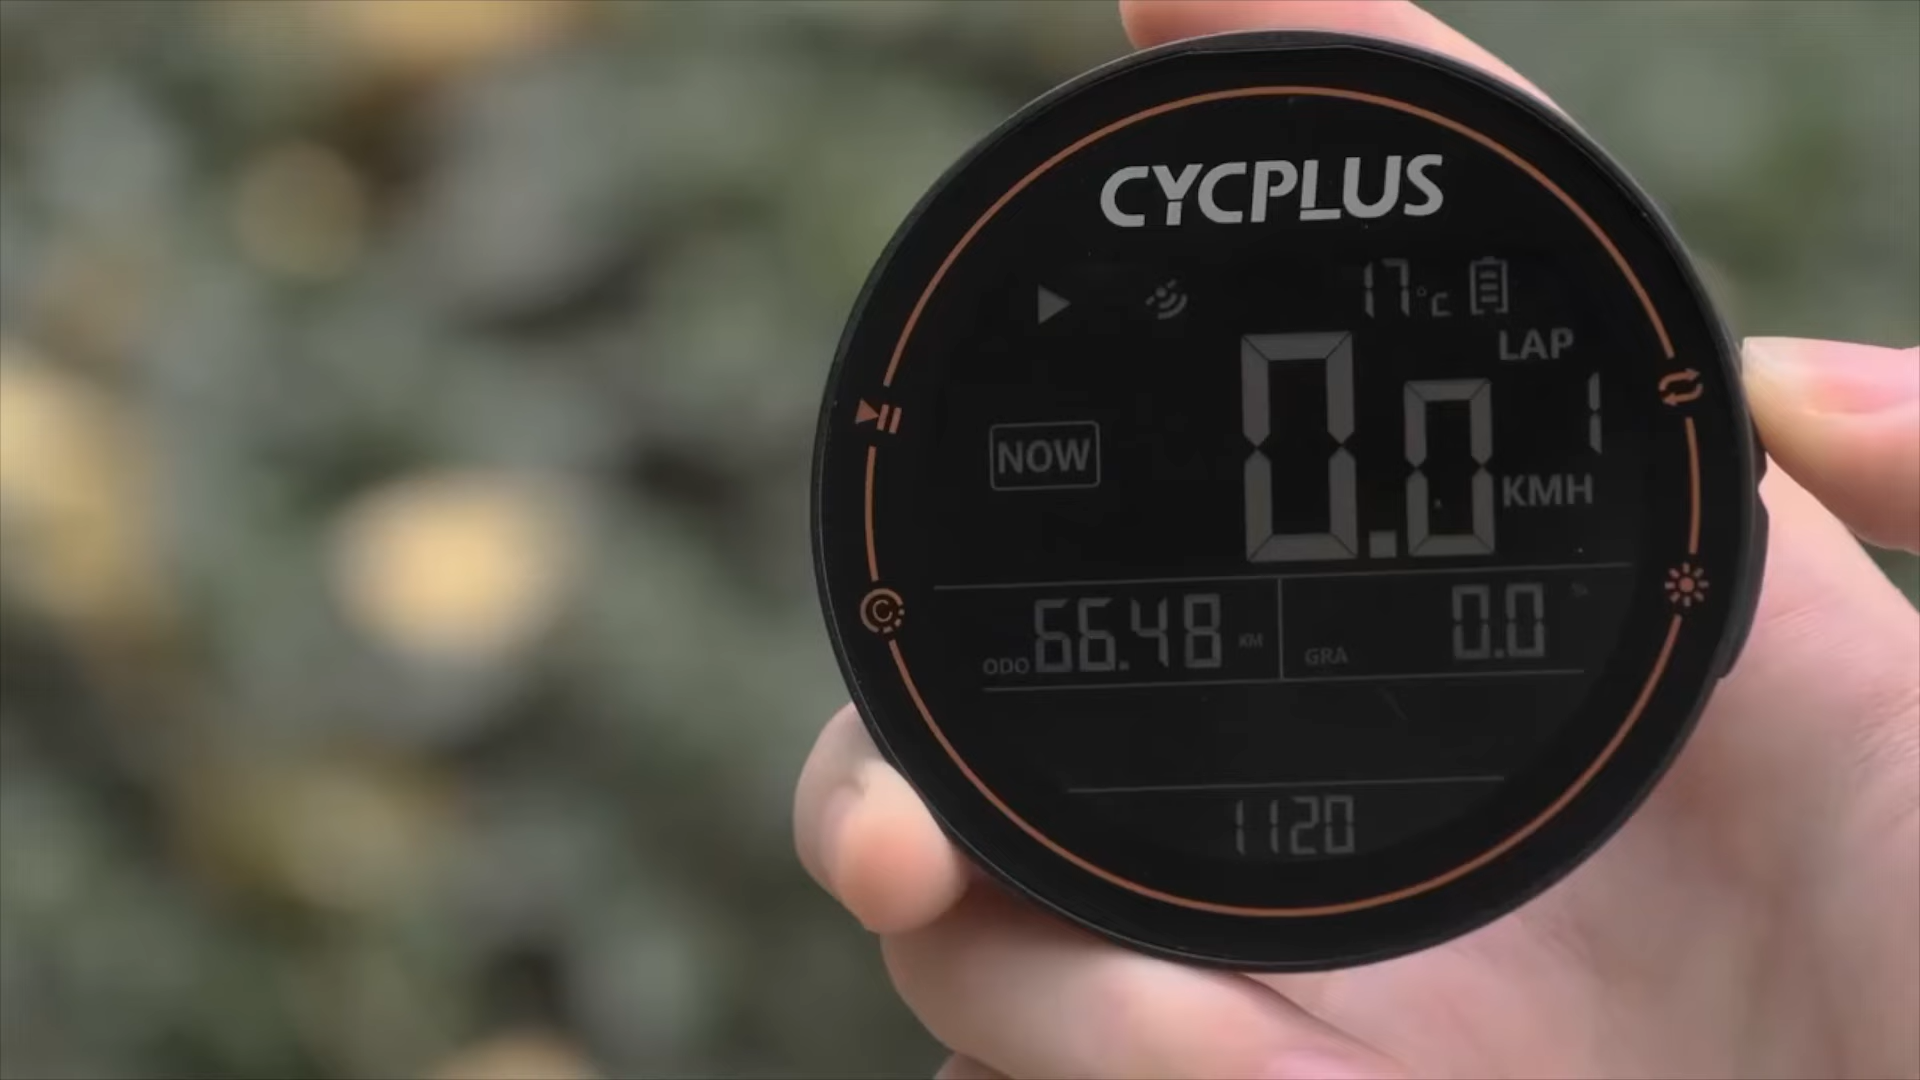 CYCPLUS
17°C
LAP
1
NOW
0.0 KMH
ODO 66.48 KM
GRA 0.0
1120